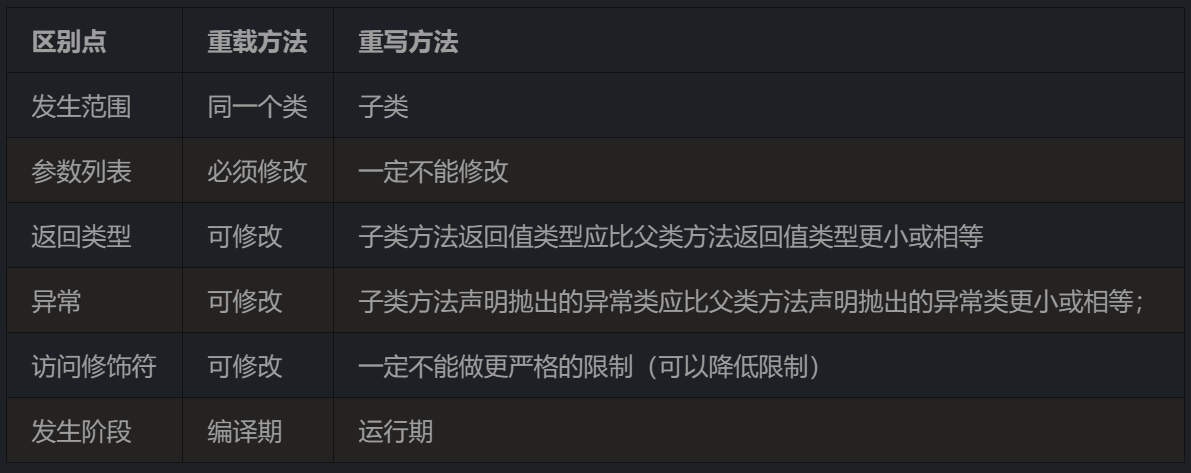 区别点 重载方法 重写方法
发生范围 同一个类 子类
参数列表 必须修改 一定不能修改
返回类型 可修改 子类方法返回值类型应比父类方法返回值类型更小或相等
异常 可修改 子类方法声明抛出的异常类应比父类方法声明抛出的异常类更小或相等；
访问修饰符 可修改 一定不能做更严格的限制（可以降低限制）
发生阶段 编译期 运行期